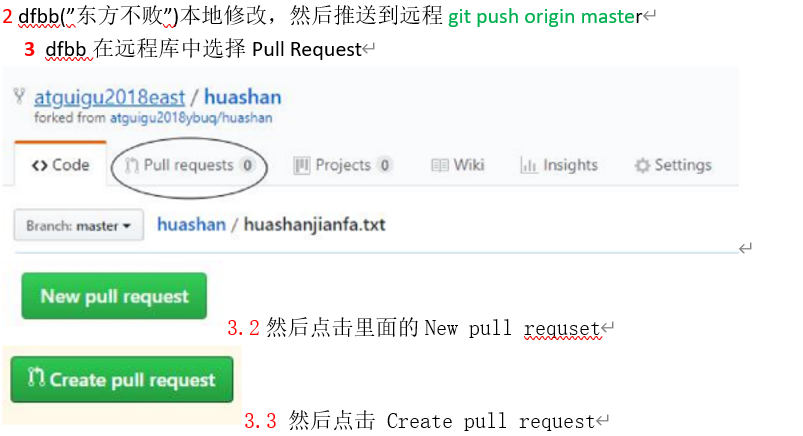 2 dfbb(”东方不败”)本地修改，然后推送到远程 git push origin master
3 dfbb 在远程库中选择 Pull Request
atguigu2018east / huashan
forked from atguigu2018ybuq/huashan
Code Pull requests 0 Projects 0 Wiki Insights Settings
Branch: master huashan / huashanjianfa.txt
New pull request
3.2 然后点击里面的 New pull requset
Create pull request
3.3 然后点击 Create pull request